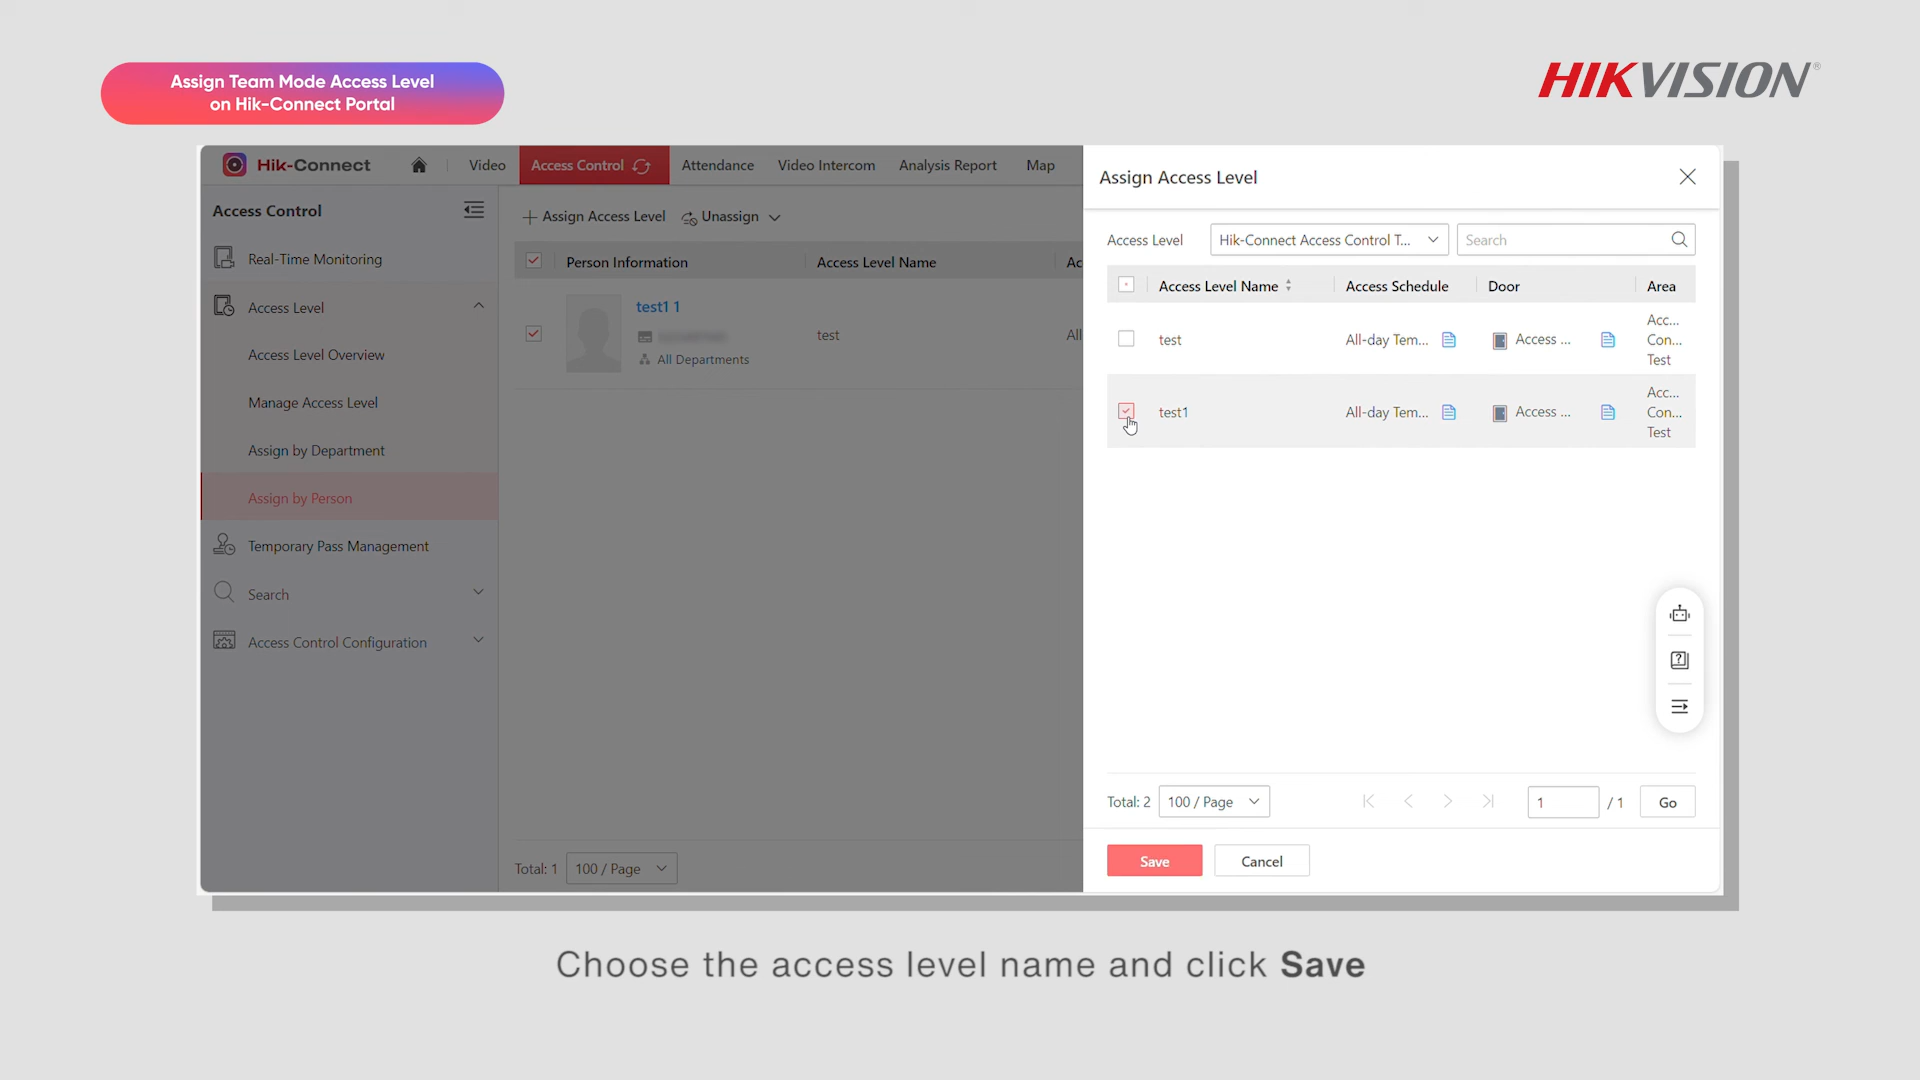 Assign Team Mode Access Level
on Hik-Connect Portal
HIKVISION®
Hik-Connect
Video
Access Control
Attendance
Video Intercom
Analysis Report
Map
Access Control
Real-Time Monitoring
Access Level
Access Level Overview
Manage Access Level
Assign by Department
Assign by Person
Temporary Pass Management
Search
Access Control Configuration
Assign Access Level
Unassign
Person Information
Access Level Name
Ac
test1 1
All Departments
test
All
Total: 1
100 / Page
Assign Access Level
Access Level
Hik-Connect Access Control T...
Search
Access Level Name
Access Schedule
Door
Area
test
All-day Tem...
Access ...
Acc...
Con...
Test
test1
All-day Tem...
Access ...
Acc...
Con...
Test
Total: 2
100 / Page
1
/ 1
Go
Save
Cancel
Choose the access level name and click Save